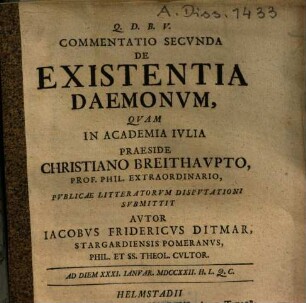 A. Diss. 1433
Q. D. B. V.
COMMENTATIO SECVNDA
DE
EXISTENTIA
DAEMONVM,
QVAM
IN ACADEMIA IVLIA
PRAESIDE
CHRISTIANO BREITHAVPTO,
PROF. PHIL. EXTRAORDINARIO,
PVBLICAE LITTERATORVM DISPVTATIONI
SVBMITTIT
AVTOR
IACOBVS FRIDERICVS DITMAR,
STARGARDIENSIS POMERANVS,
PHIL. ET SS. THEOL. CVLTOR.
AD DIEM XXXI. IANVAR. MDCCXXII. H. L. Q. C.
HELMSTADII